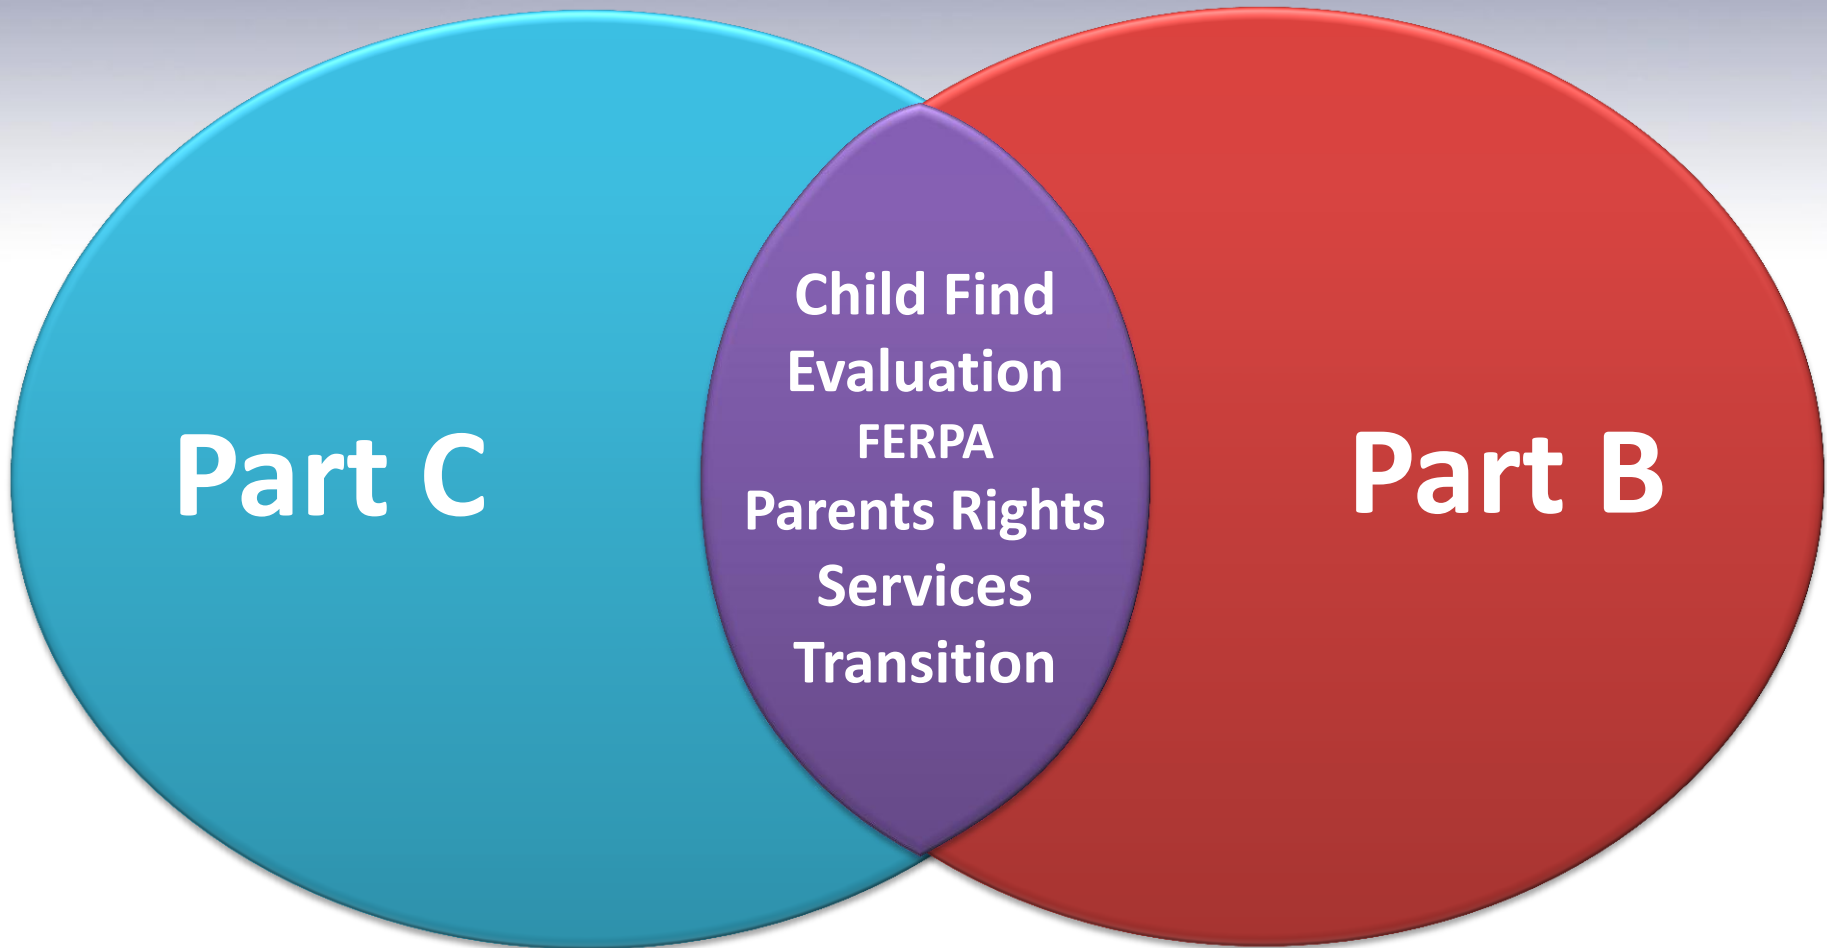 Part C
Child Find
Evaluation
FERPA
Parents Rights
Services
Transition
Part B